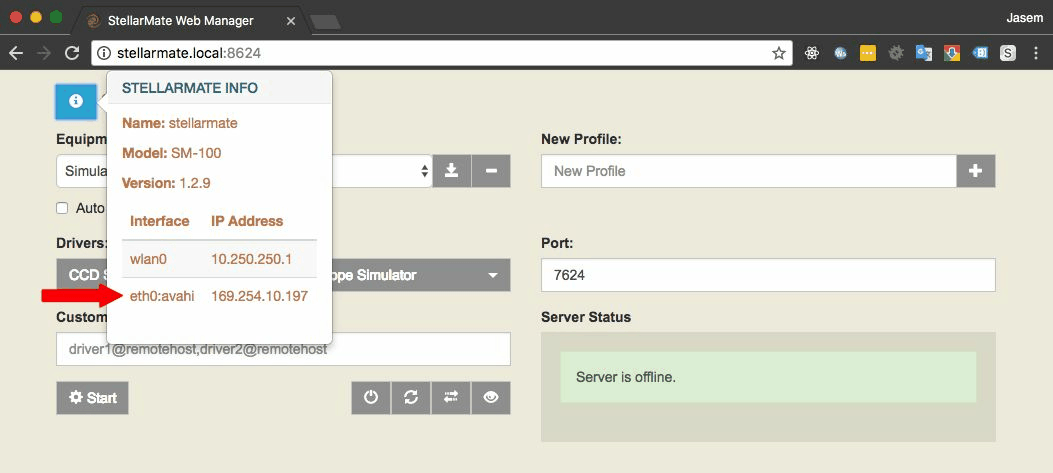 StellarMate Web Manager
Jasem
stellarmate.local:8624
STELLARMATE INFO
Name: stellarmate
Model: SM-100
Version: 1.2.9
Interface IP Address
wlan0 10.250.250.1
eth0:avahi 169.254.10.197
Equipm
New Profile:
Simula
New Profile
Auto
Drivers:
Port:
CCD S
ope Simulator
7624
Custom
Server Status
driver1@remotehost,driver2@remotehost
Server is offline.
Start